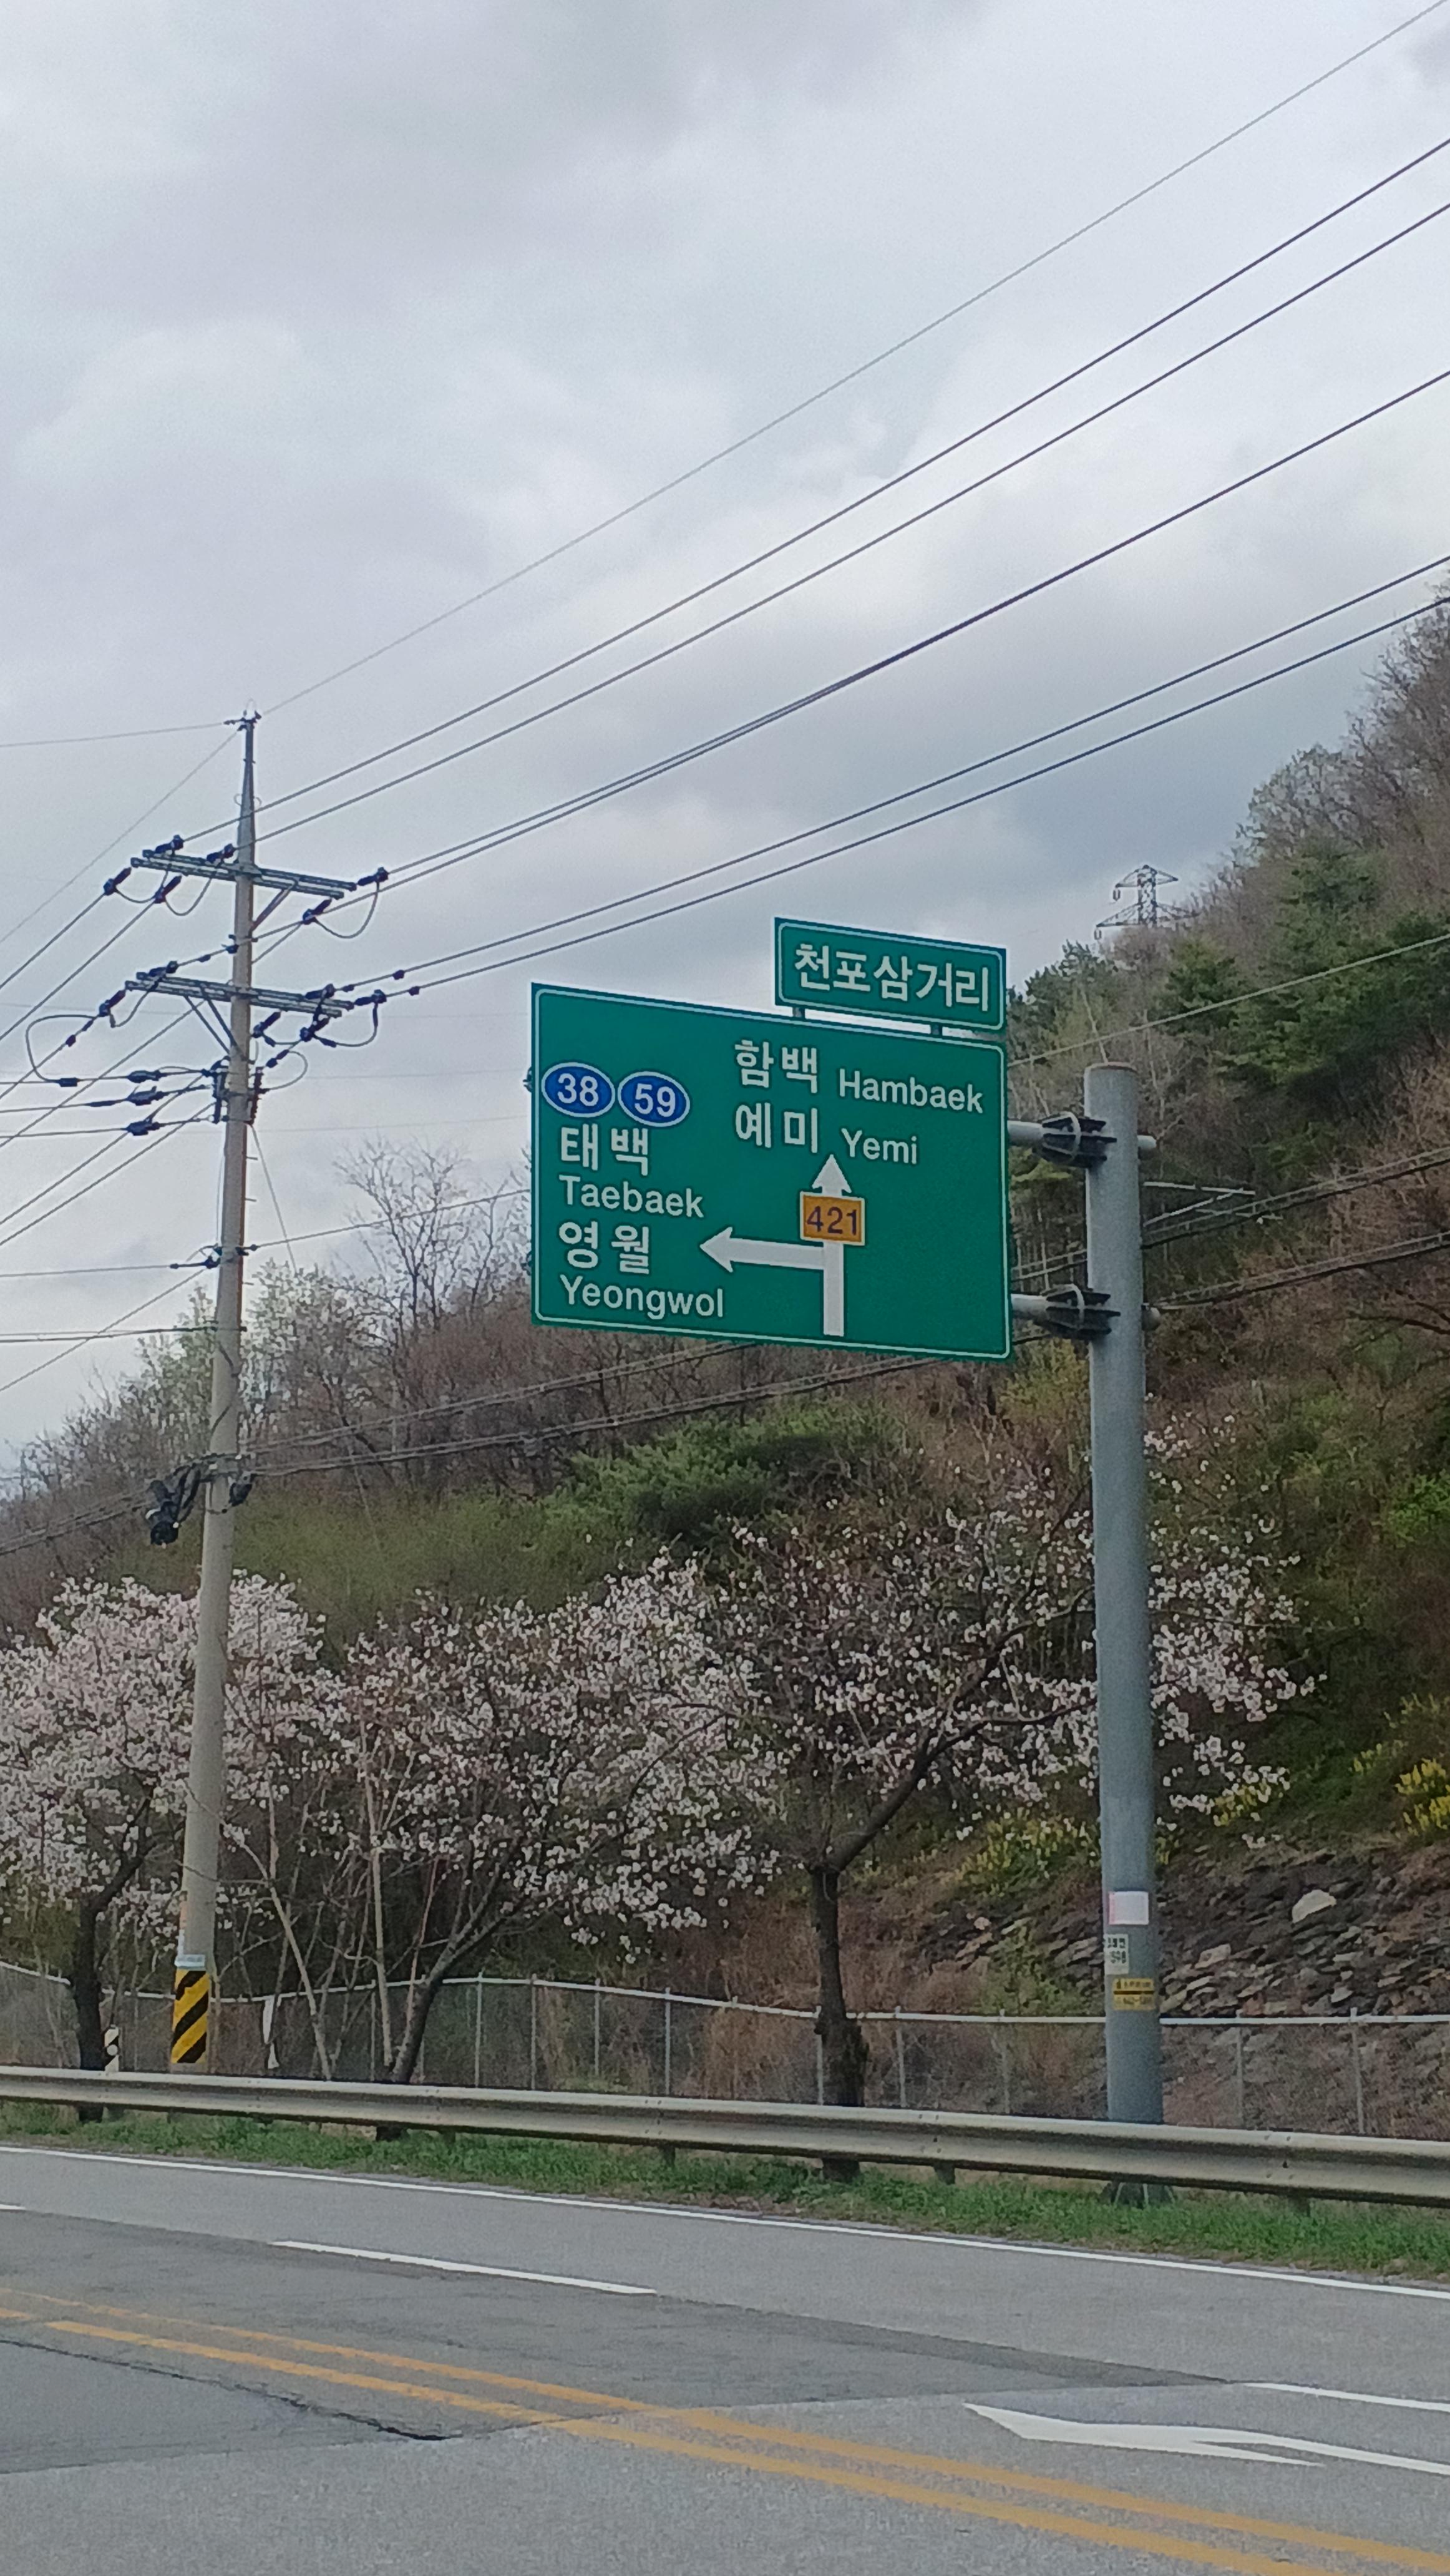 천포삼거리
38 59
태백
Taebaek
영월
Yeongwol
함백 Hambaek
예미 Yemi
421